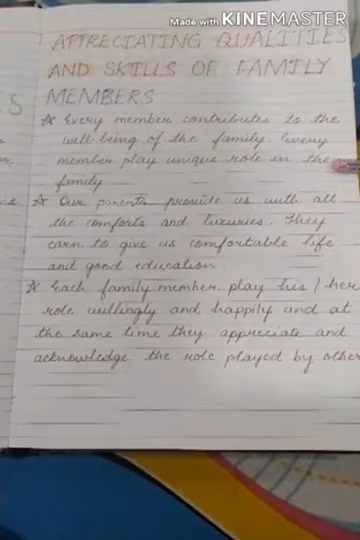 Made with KINEMASTER
APPRECIATING QUALITIES
AND SKILLS OF FAMILY
MEMBERS
☆ Every member contributes to the
well-being of the family. Every
member play unique role in the
family
☆ Our parents provide us with all
the comforts and luxuries. They
earn to give us comfortable life
and good education.
☆ Each family member play his / her
role willingly and happily and at
the same time they appreciate and
acknowledge the role played by other
S